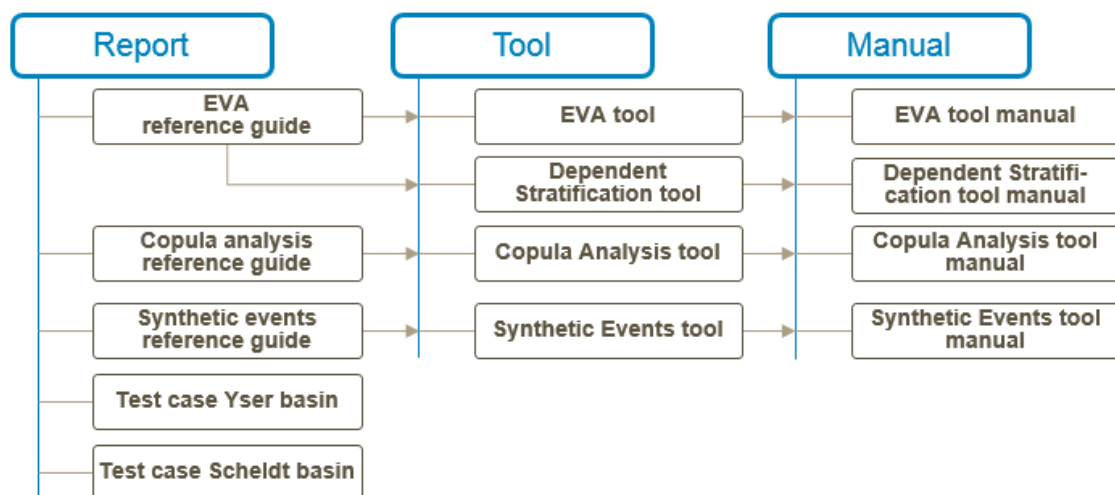 Report
Tool
Manual
EVA
reference guide
EVA tool
EVA tool manual
Dependent
Stratification tool
Dependent Stratifi-
cation tool manual
Copula analysis
reference guide
Copula Analysis tool
Copula Analysis tool
manual
Synthetic events
reference guide
Synthetic Events tool
Synthetic Events tool
manual
Test case Yser basin
Test case Scheldt basin